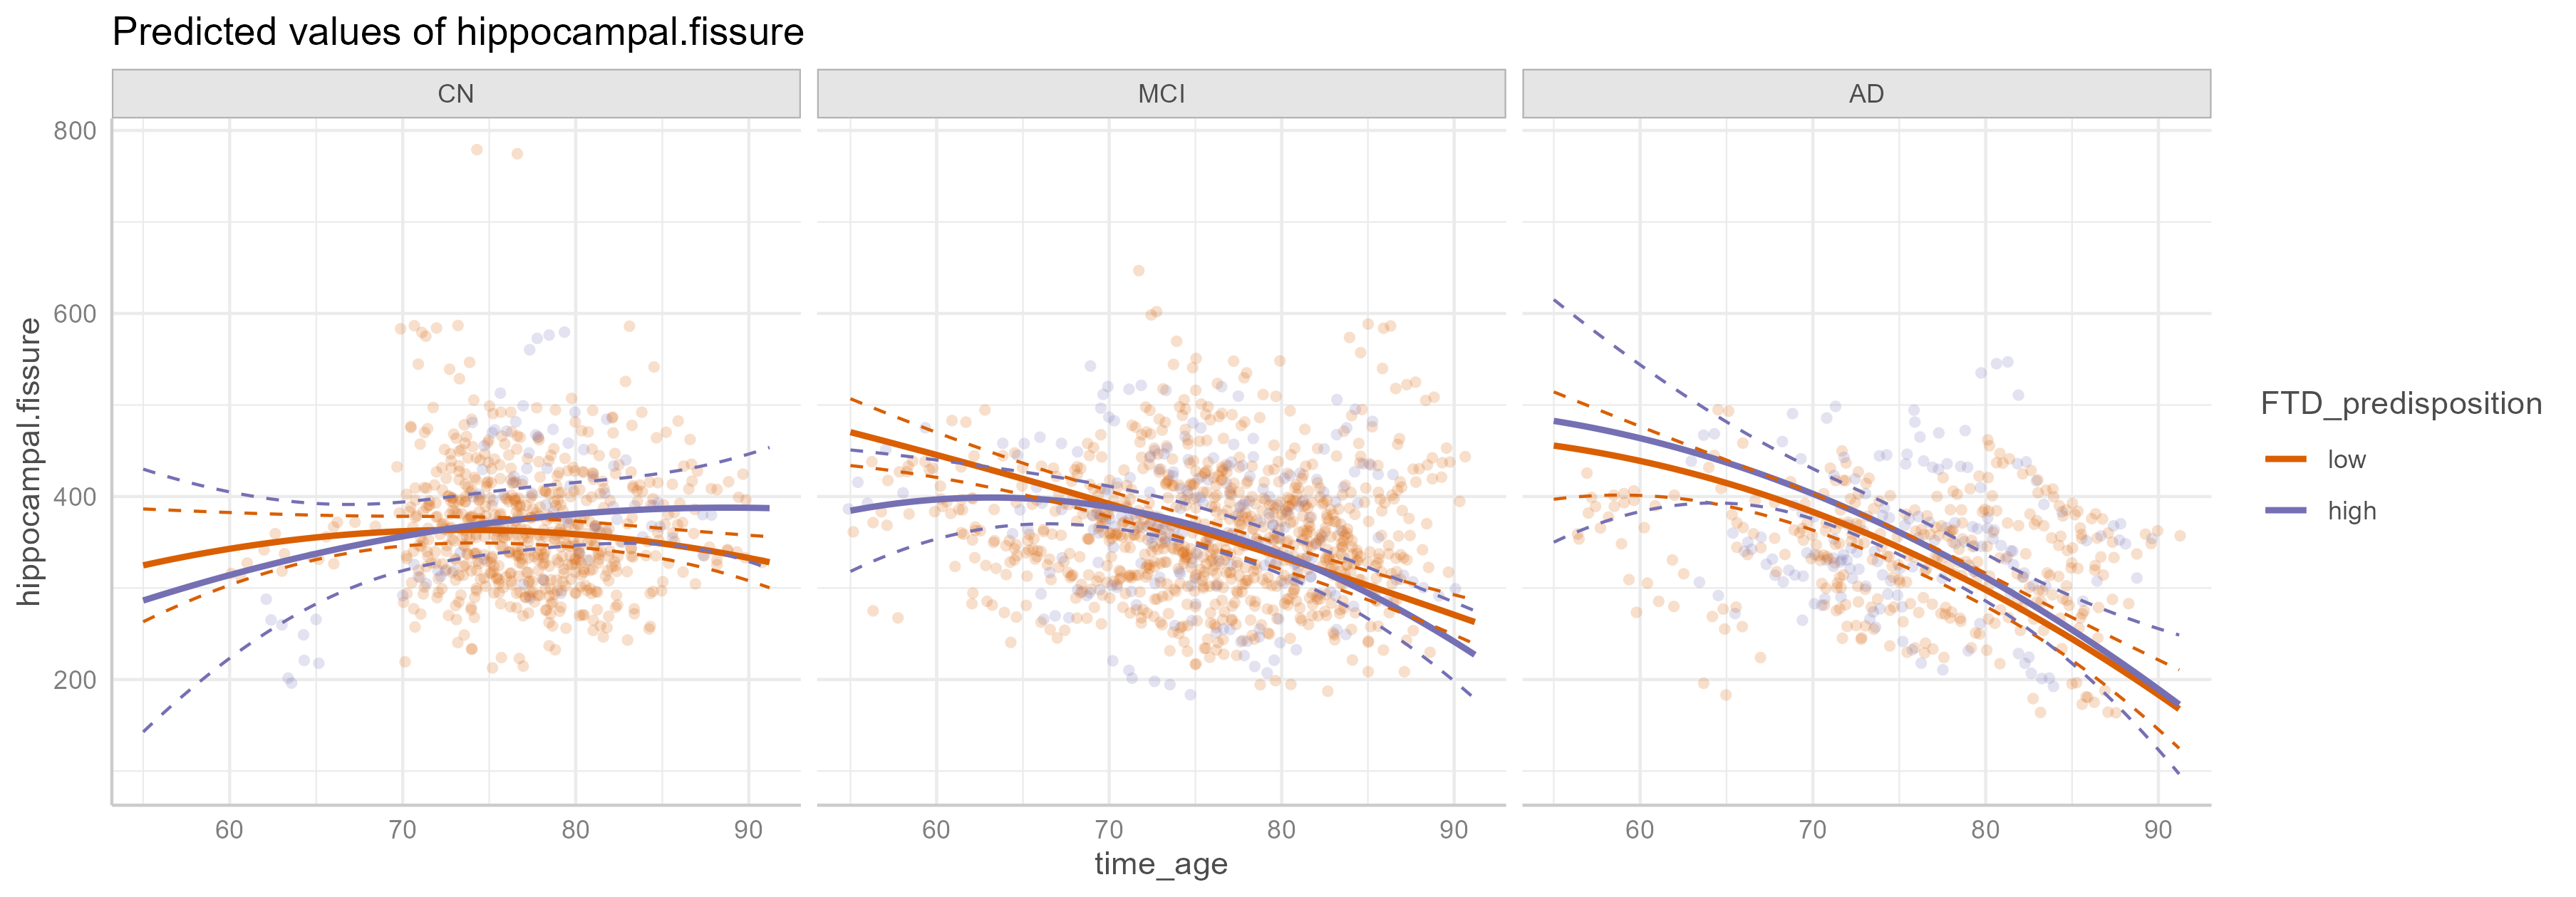 Predicted values of hippocampal.fissure
CN
MCI
AD
800
600
400
200
hippocampal.fissure
60
70
80
90
60
70
80
90
60
70
80
90
time_age
FTD_predisposition
low
high